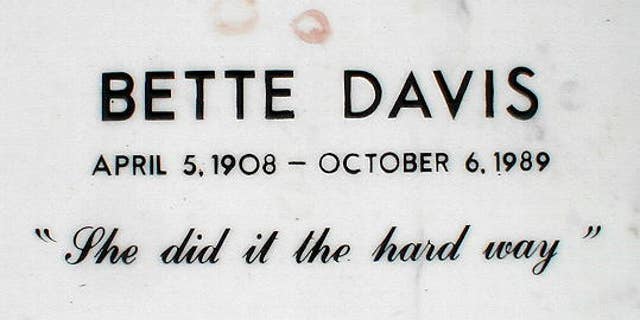 BETTE DAVIS
APRIL 5, 1908 – OCTOBER 6, 1989
“She did it the hard way”